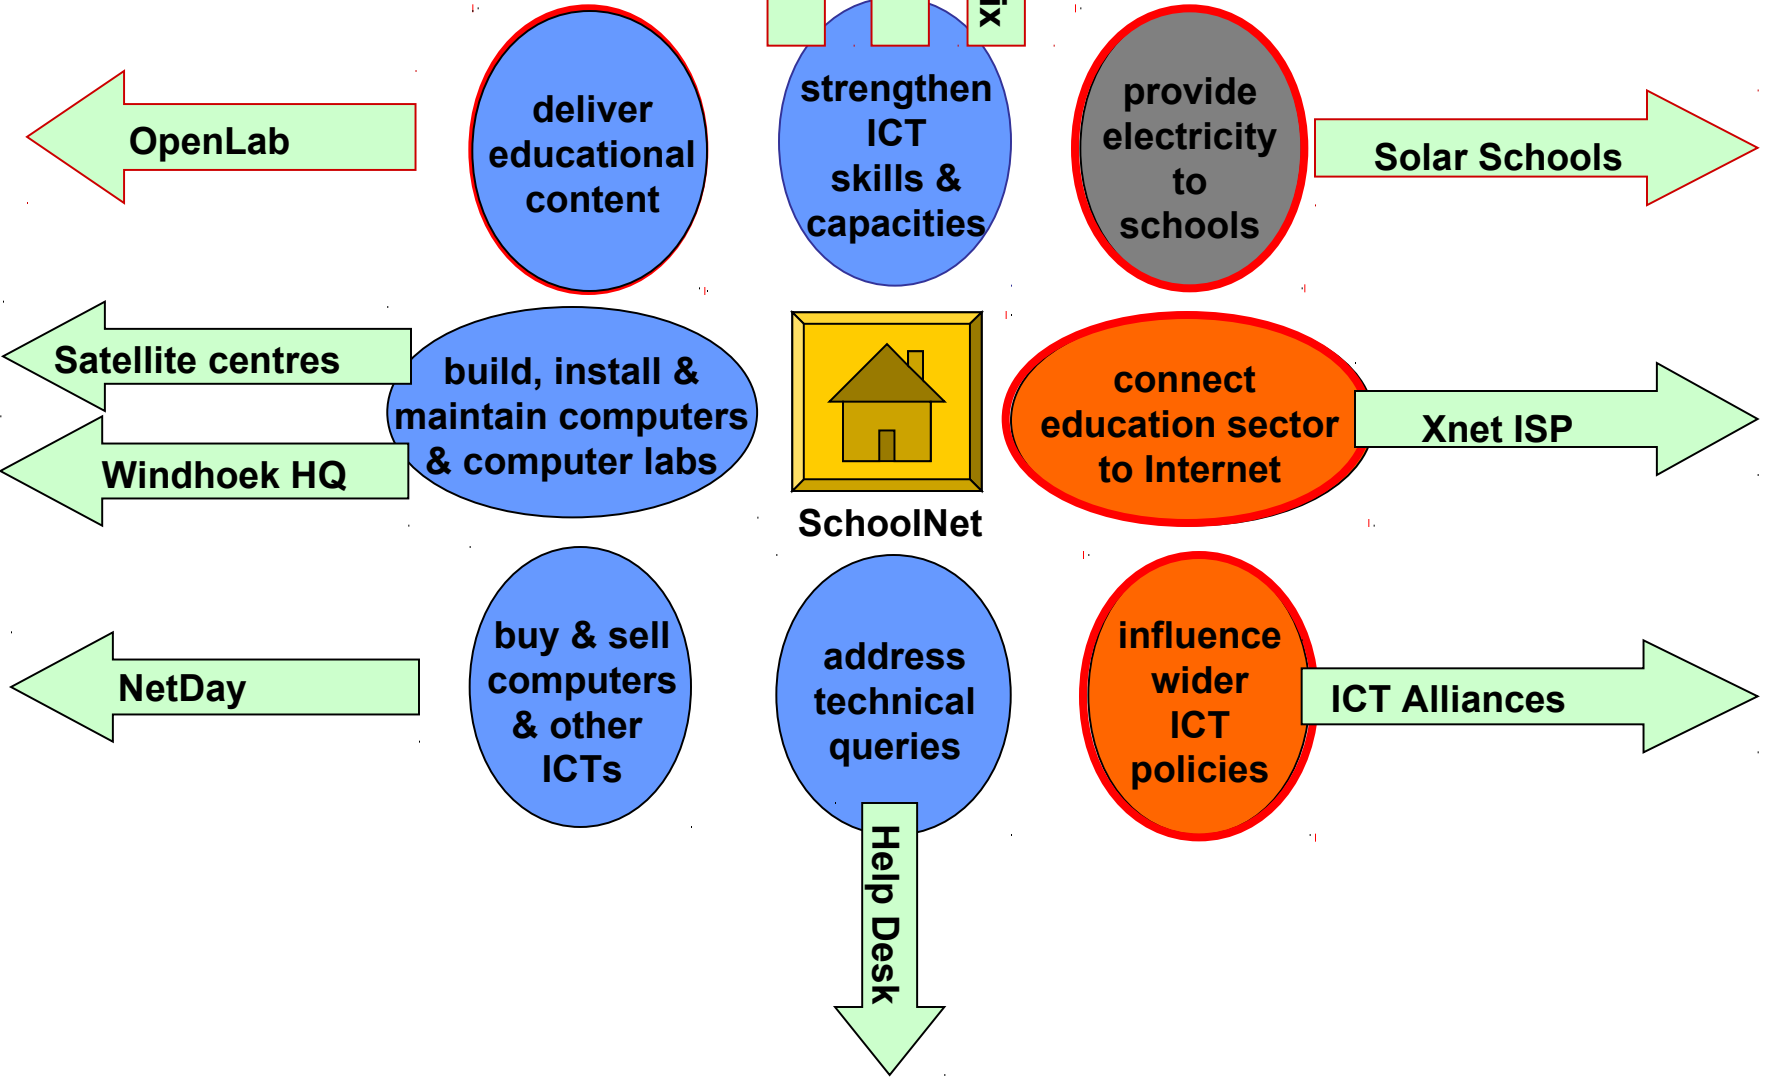 ix
deliver
educational
content
strengthen
ICT
skills &
capacities
provide
electricity
to
schools
OpenLab
Solar Schools
Satellite centres
Windhoek HQ
build, install &
maintain computers
& computer labs
SchoolNet
connect
education sector
to Internet
Xnet ISP
NetDay
buy & sell
computers
& other
ICTs
address
technical
queries
influence
wider
ICT
policies
ICT Alliances
Help Desk